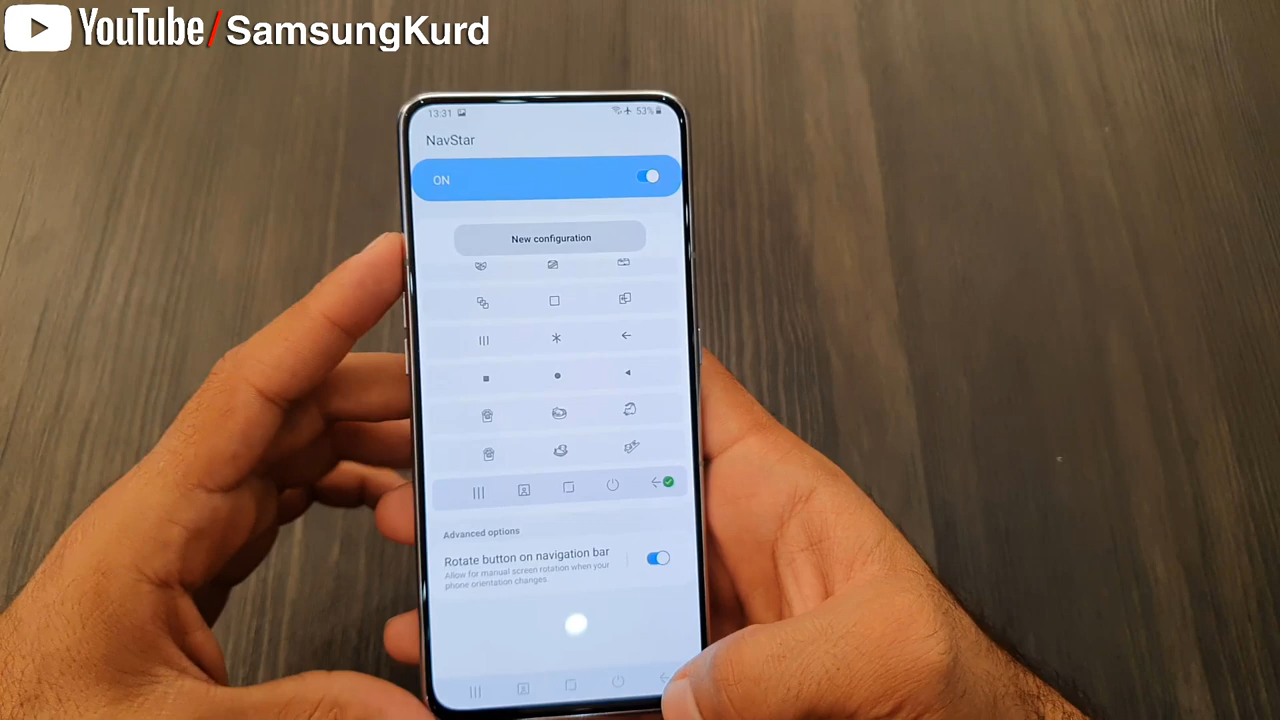 YouTube/SamsungKurd
13:31 53%
NavStar
ON
New configuration
Advanced options
Rotate button on navigation bar
Allow for manual screen rotation when your
phone orientation changes.